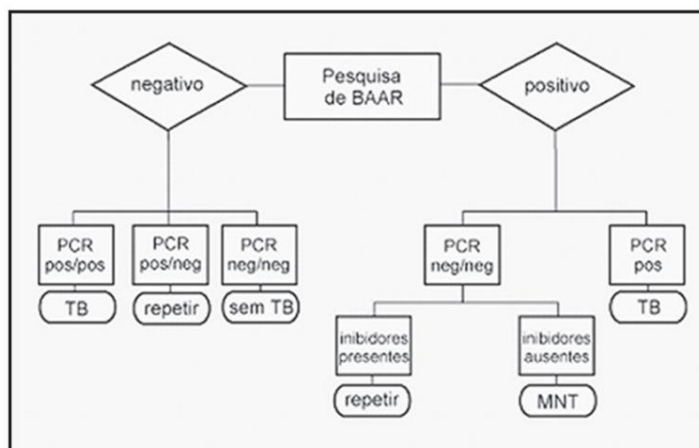 Pesquisa
de BAAR
negativo
positivo
PCR
pos/pos
TB
PCR
pos/neg
repetir
PCR
neg/neg
sem TB
PCR
neg/neg
inibidores
presentes
repetir
inibidores
ausentes
MNT
PCR
pos
TB